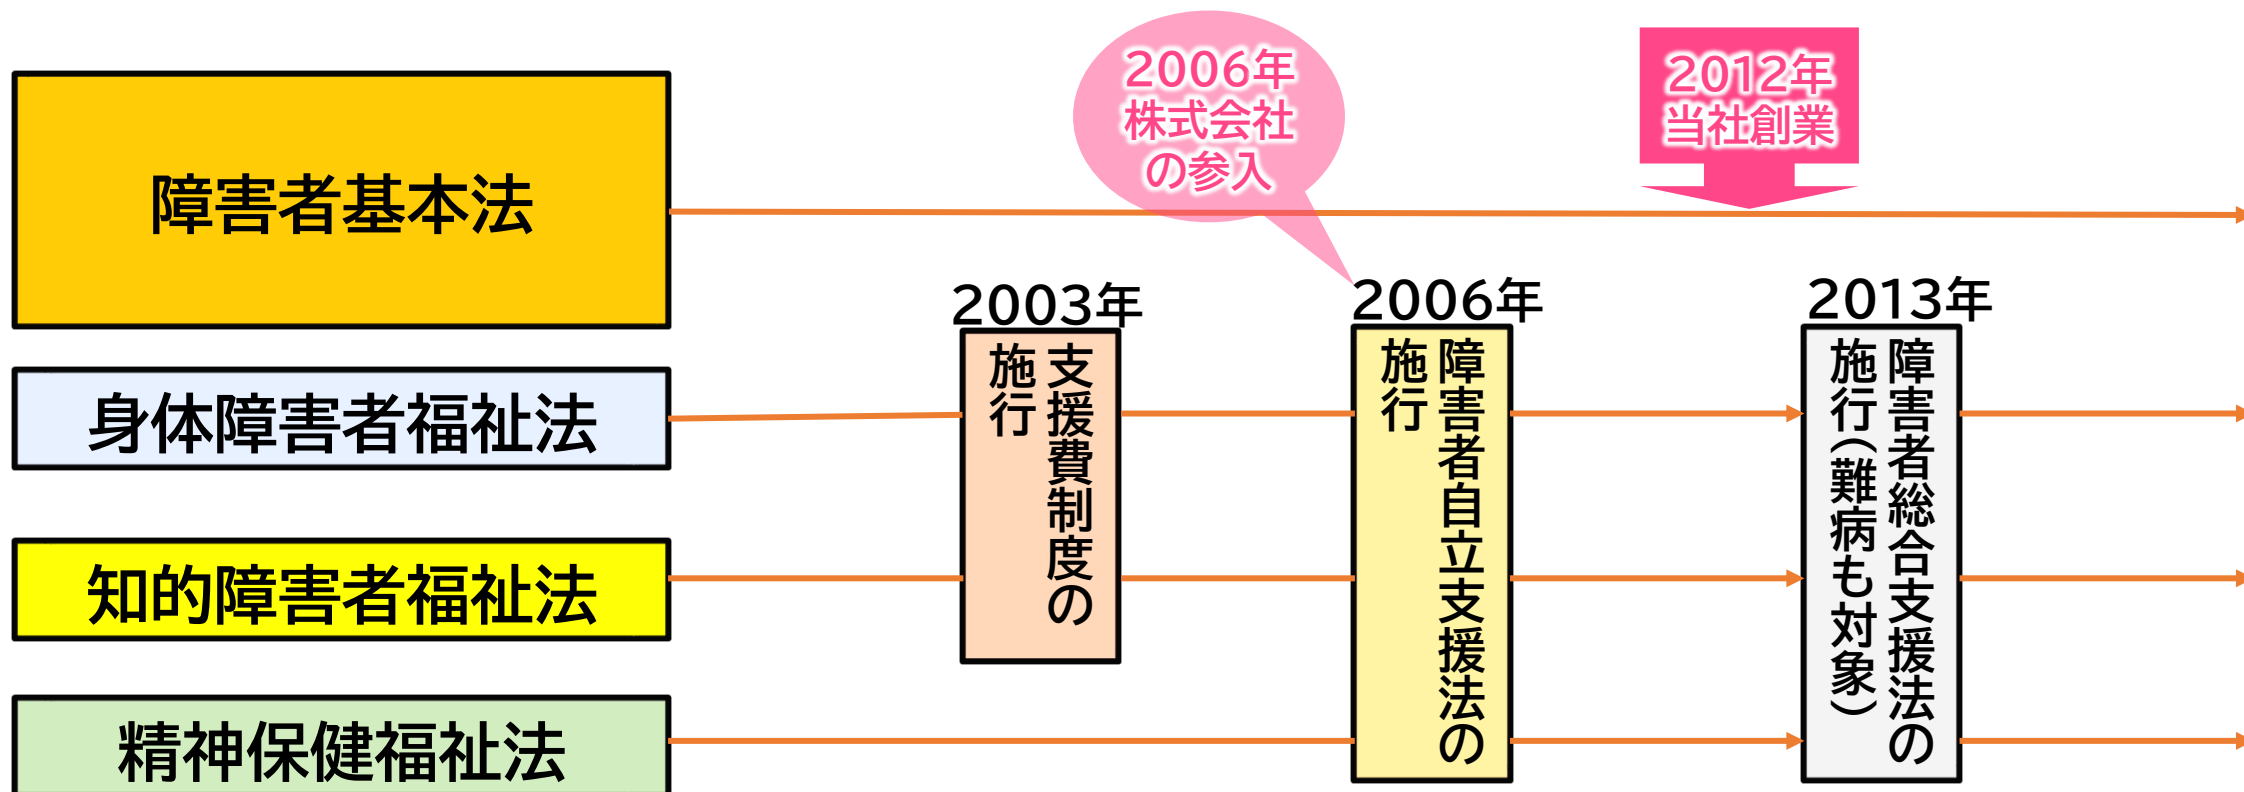 2006年
株式会社
の参入
2012年
当社創業
障害者基本法
2003年
2006年
2013年
支援費制度の
施行
障害者自立支援法の
施行
障害者総合支援法の
施行(難病も対象)
身体障害者福祉法
知的障害者福祉法
精神保健福祉法